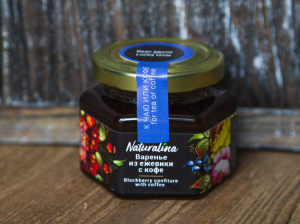 К ЧАЮ ИЛИ КОФЕ
for tea or coffee
Naturalina
Варенье
из ежевики
с кофе
Blackberry confiture
with coffee